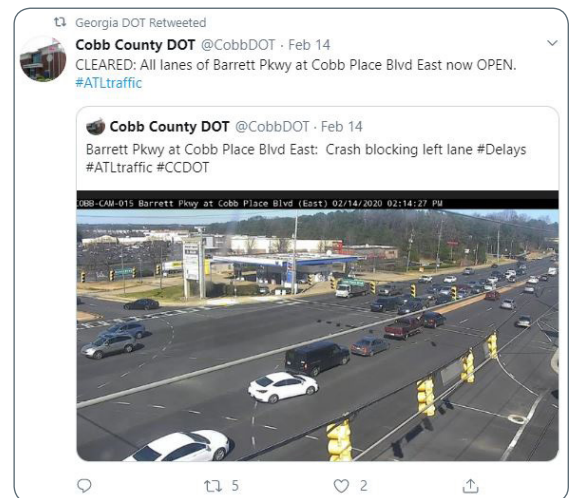 Georgia DOT Retweeted
Cobb County DOT @CobbDOT · Feb 14
CLEARED: All lanes of Barrett Pkwy at Cobb Place Blvd East now OPEN.
#ATLtraffic
Cobb County DOT @CobbDOT · Feb 14
Barrett Pkwy at Cobb Place Blvd East: Crash blocking left lane #Delays
#ATLtraffic #CCDOT
COBB-CAM-015 Barrett Pkwy at Cobb Place Blvd (East) 02/14/2020 02:14:27 PM
5
2